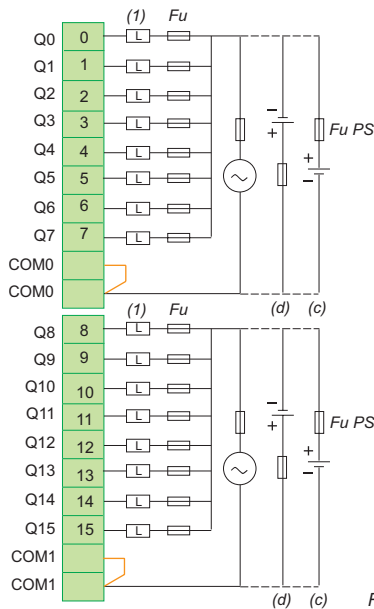 (1) Fu
Q0 0 L
Q1 1 L
Q2 2 L
Q3 3 L
Q4 4 L
Q5 5 L
Q6 6 L
Q7 7 L
COM0
COM0
− + Fu PS + −
(d) (c)
(1) Fu
Q8 8 L
Q9 9 L
Q10 10 L
Q11 11 L
Q12 12 L
Q13 13 L
Q14 14 L
Q15 15 L
COM1
COM1
− + Fu PS + −
(d) (c)